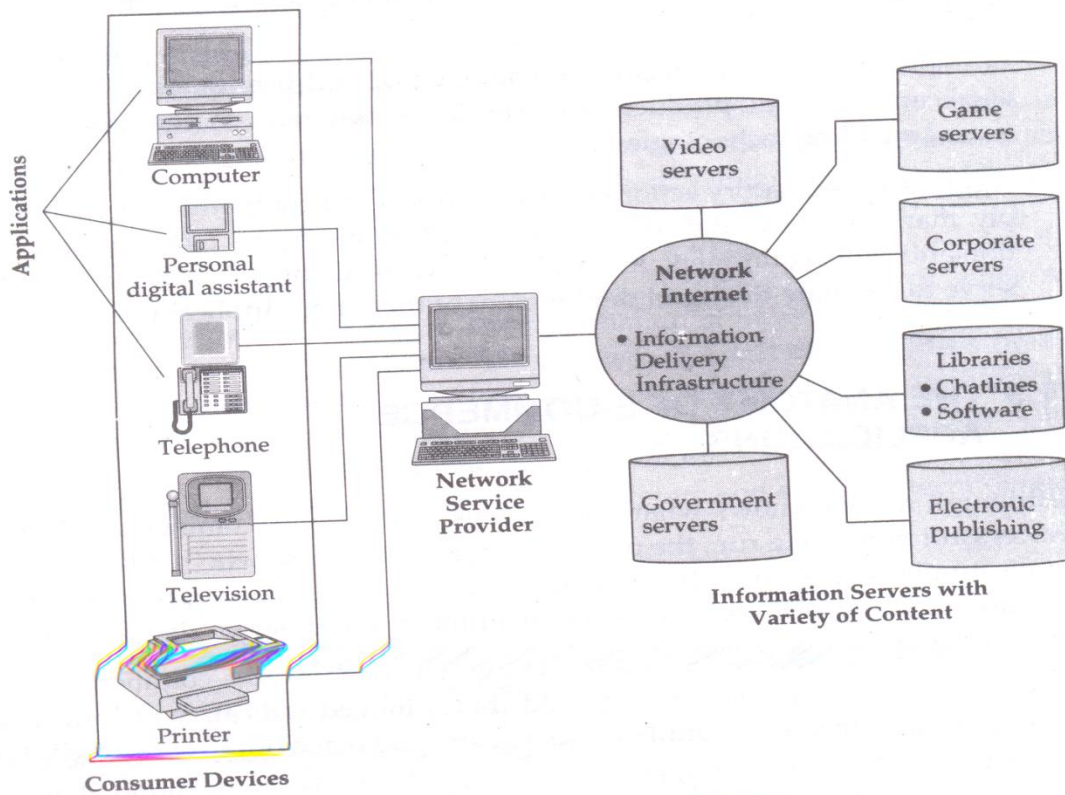 Applications
Computer
Personal
digital assistant
Telephone
Television
Printer
Consumer Devices
Network
Service
Provider
Video
servers
Network
Internet
• Information
Delivery
Infrastructure
Government
servers
Game
servers
Corporate
servers
Libraries
• Chatlines
• Software
Electronic
publishing
Information Servers with
Variety of Content